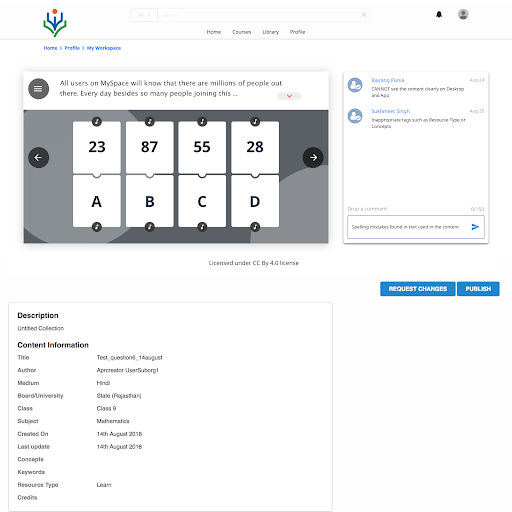 All
Search
Home Courses Library Profile
Home > Profile > My Workspace
All users on MySpace will know that there are millions of people out
there. Every day besides so many people joining this ...
23 87 55 28
A B C D
Licensed under CC By 4.0 license
Bajrang Punia Aug 24
CANNOT see the content clearly on Desktop
and App
Sukhmeet Singh Aug 25
Inappropriate tags such as Resource Type or
Concepts
Drop a comment 0/150
Spelling mistakes found in text used in the content
REQUEST CHANGES PUBLISH
Description
Untitled Collection
Content Information
Title Test_question6_14august
Author Aprcreator UserSuborg1
Medium Hindi
Board/University State (Rajasthan)
Class Class 9
Subject Mathematics
Created On 14th August 2018
Last update 14th August 2018
Concepts
Keywords
Resource Type Learn
Credits